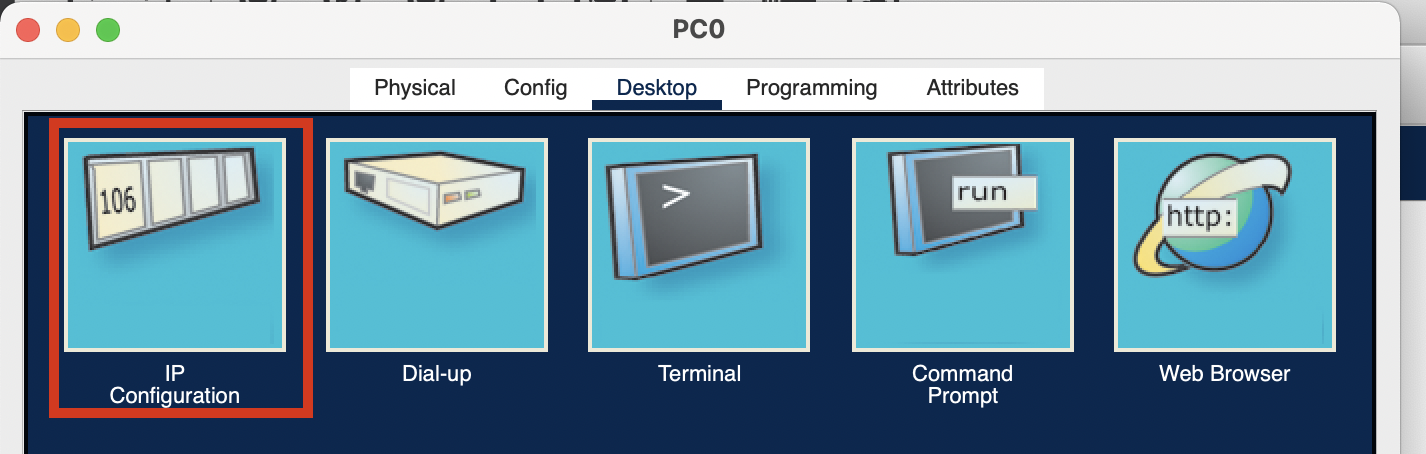 PC0
Physical Config Desktop Programming Attributes
106
>
run
http:
IP
Configuration
Dial-up
Terminal
Command
Prompt
Web Browser